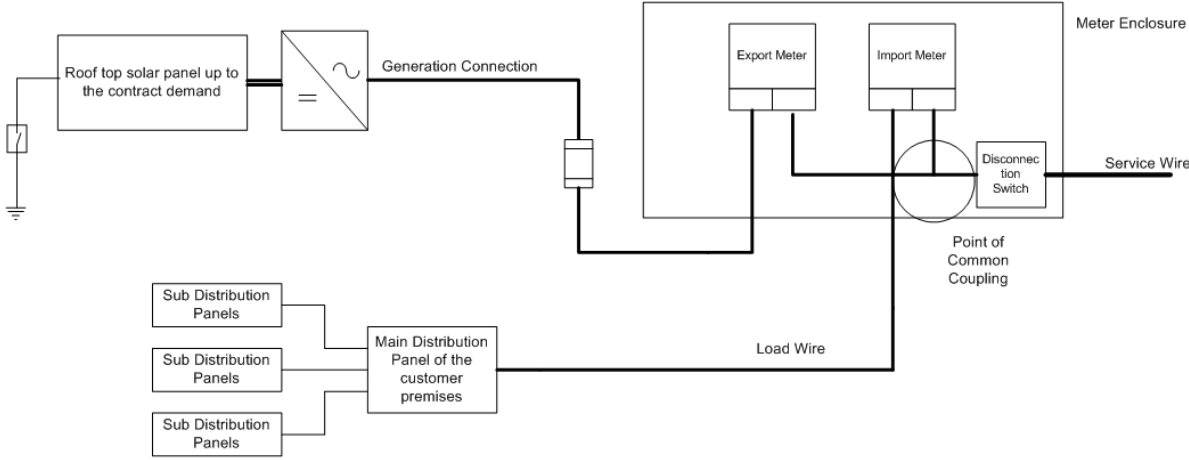 Meter Enclosure
Export Meter
Import Meter
Roof top solar panel up to
the contract demand
Generation Connection
Disconnec
tion
Switch
Service Wire
Point of
Common
Coupling
Sub Distribution
Panels
Sub Distribution
Panels
Sub Distribution
Panels
Main Distribution
Panel of the
customer
premises
Load Wire